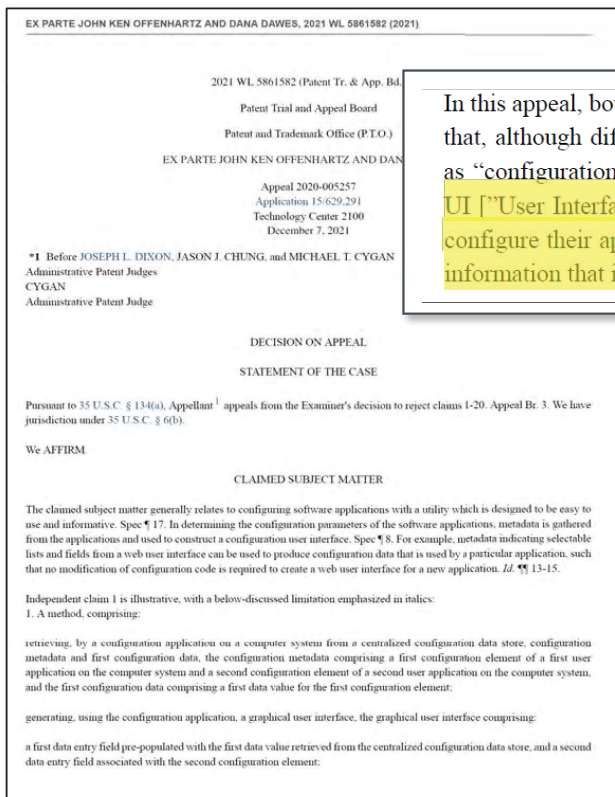 EX PARTE JOHN KEN OFFENHARTZ AND DANA DAWES, 2021 WL 5861582 (2021)
2021 WL 5861582 (Patent Tr. & App. Bd.
Patent Trial and Appeal Board
Patent and Trademark Office (P.T.O.)
EX PARTE JOHN KEN OFFENHARTZ AND DAN
Appeal 2020-005257
Application 15/629,291
Technology Center 2100
December 7, 2021
*1 Before JOSEPH L. DIXON, JASON J. CHUNG, and MICHAEL T. CYGAN
Administrative Patent Judges
CYGAN
Administrative Patent Judge
In this appeal,
that, although
as “configuration
UI ["User
configure their
information that
DECISION ON APPEAL
STATEMENT OF THE CASE
Pursuant to 35 U.S.C. § 134(a), Appellant 1 appeals from the Examiner's decision to reject claims 1-20. Appeal Br. 3. We have
jurisdiction under 35 U.S.C. § 6(b).
We AFFIRM
CLAIMED SUBJECT MATTER
The claimed subject matter generally relates to configuring software applications with a utility which is designed to be easy to
use and informative. Spec ¶ 17. In determining the configuration parameters of the software applications, metadata is gathered
from the applications and used to construct a configuration user interface. Spec ¶ 8. For example, metadata indicating selectable
lists and fields from a web user interface can be used to produce configuration data that is used by a particular application, such
that no modification of configuration code is required to create a web user interface for a new application. Id. ¶¶ 13-15.
Independent claim 1 is illustrative, with a below-discussed limitation emphasized in italics:
1. A method, comprising:
retrieving, by a configuration application on a computer system from a centralized configuration data store, configuration
metadata and first configuration data, the configuration metadata comprising a first configuration element of a first user
application on the computer system and a second configuration element of a second user application on the computer system,
and the first configuration data comprising a first data value for the first configuration element;
generating, using the configuration application, a graphical user interface, the graphical user interface comprising:
a first data entry field pre-populated with the first data value retrieved from the centralized configuration data store, and a second
data entry field associated with the second configuration element;